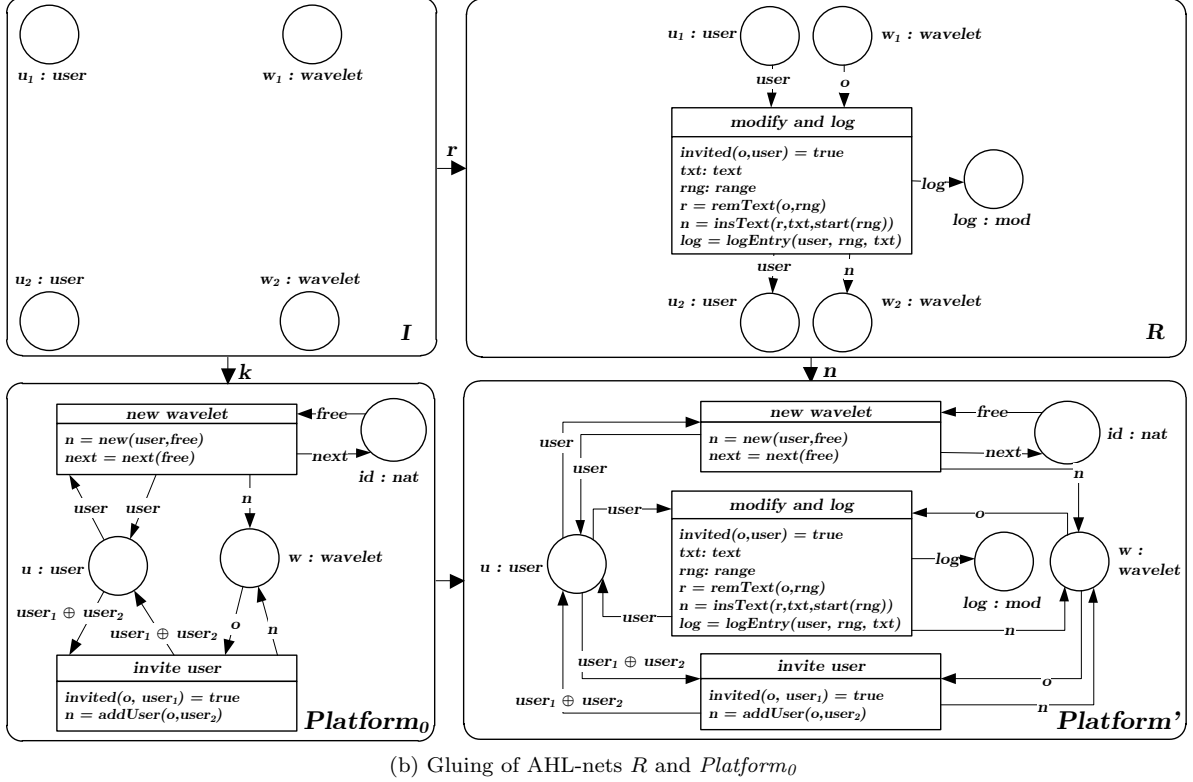 u1 : user
w1 : wavelet
u2 : user
w2 : wavelet
I
r
u1 : user
w1 : wavelet
user
o
modify and log
invited(o,user) = true
txt: text
rng: range
r = remText(o,rng)
n = insText(r,txt,start(rng))
log = logEntry(user, rng, txt)
log
log : mod
user
n
u2 : user
w2 : wavelet
R
k
n
new wavelet
n = new(user,free)
next = next(free)
free
next
id : nat
user
user
n
u : user
w : wavelet
user1 ⊕ user2
user1 ⊕ user2
o
n
invite user
invited(o, user1) = true
n = addUser(o,user2)
Platform0
new wavelet
n = new(user,free)
next = next(free)
free
next
id : nat
user
user
n
modify and log
invited(o,user) = true
txt: text
rng: range
r = remText(o,rng)
n = insText(r,txt,start(rng))
log = logEntry(user, rng, txt)
user
user
o
log
log : mod
n
u : user
w :
wavelet
user1 ⊕ user2
user1 ⊕ user2
invite user
invited(o, user1) = true
n = addUser(o,user2)
o
n
Platform'
(b) Gluing of AHL-nets R and Platform0